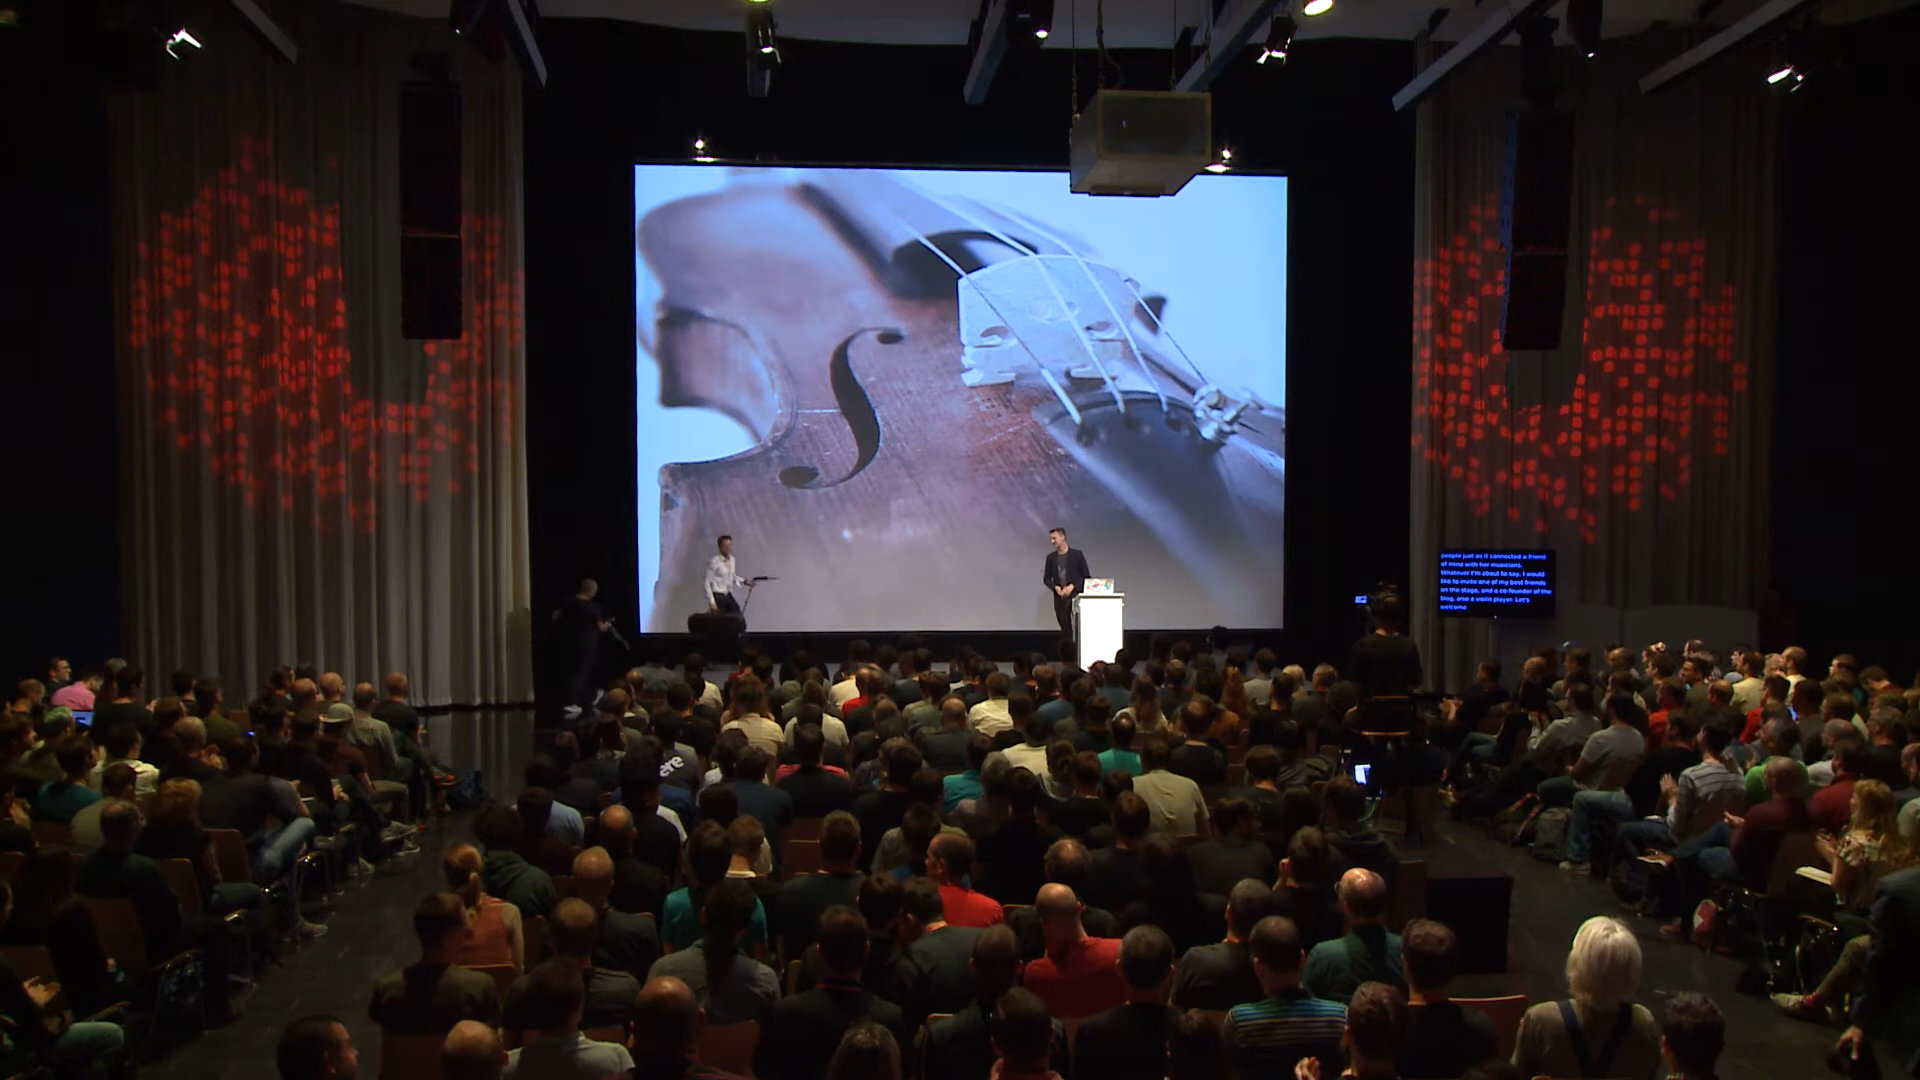 people just as it connected a friend
of mine with her musicians.
Whatever I'm about to say, I would
like to invite one of my best friends
on the stage, and a co-founder of the
blog, also a violin player. Let's
welcome
ere